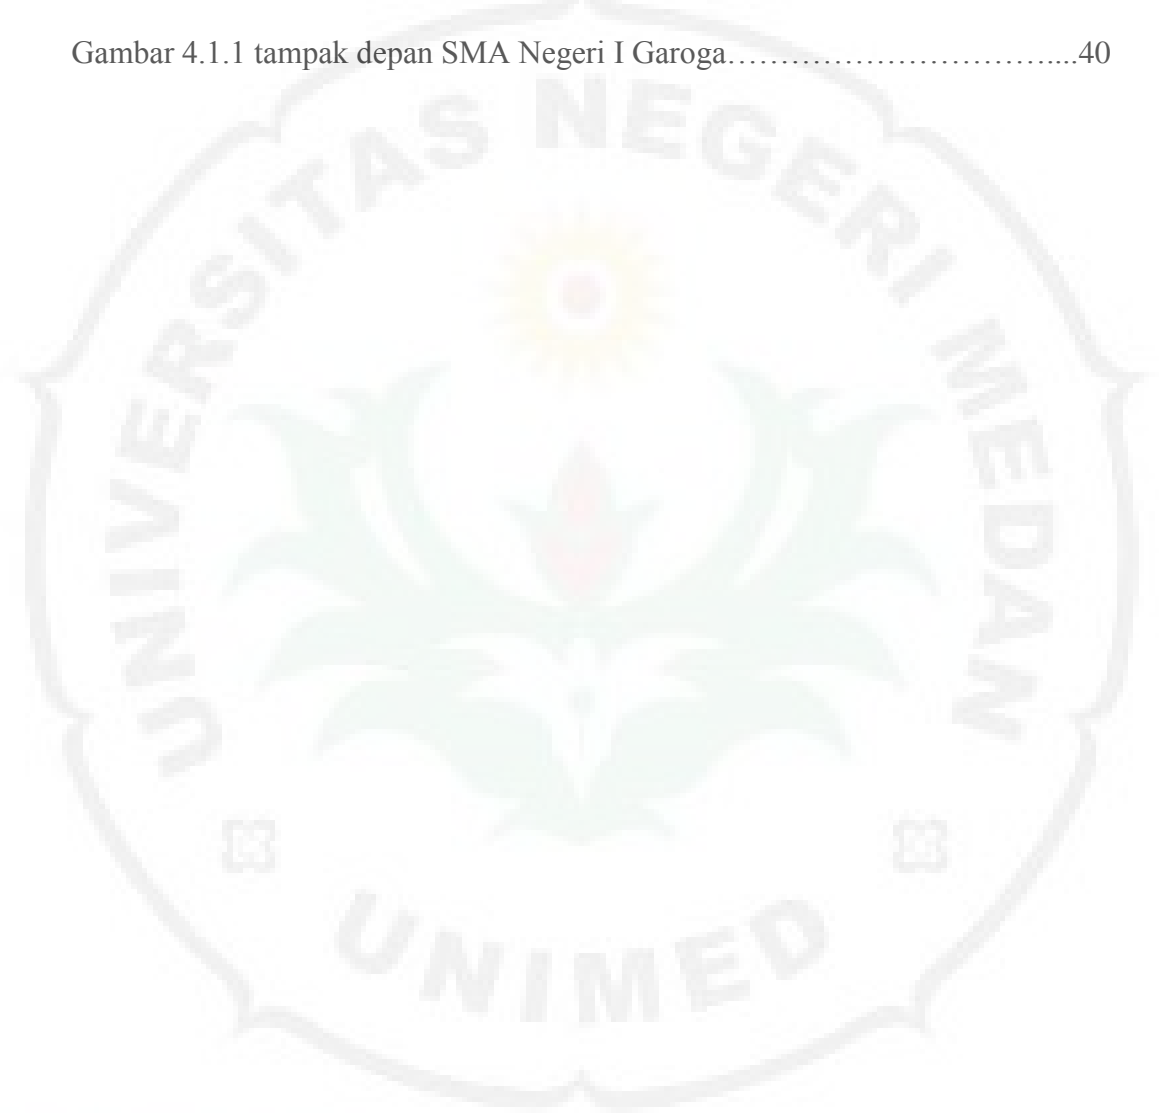 Gambar 4.1.1 tampak depan SMA Negeri I Garoga…………………………....40
UNIVERSITAS NEGERI MEDAN
UNIMED